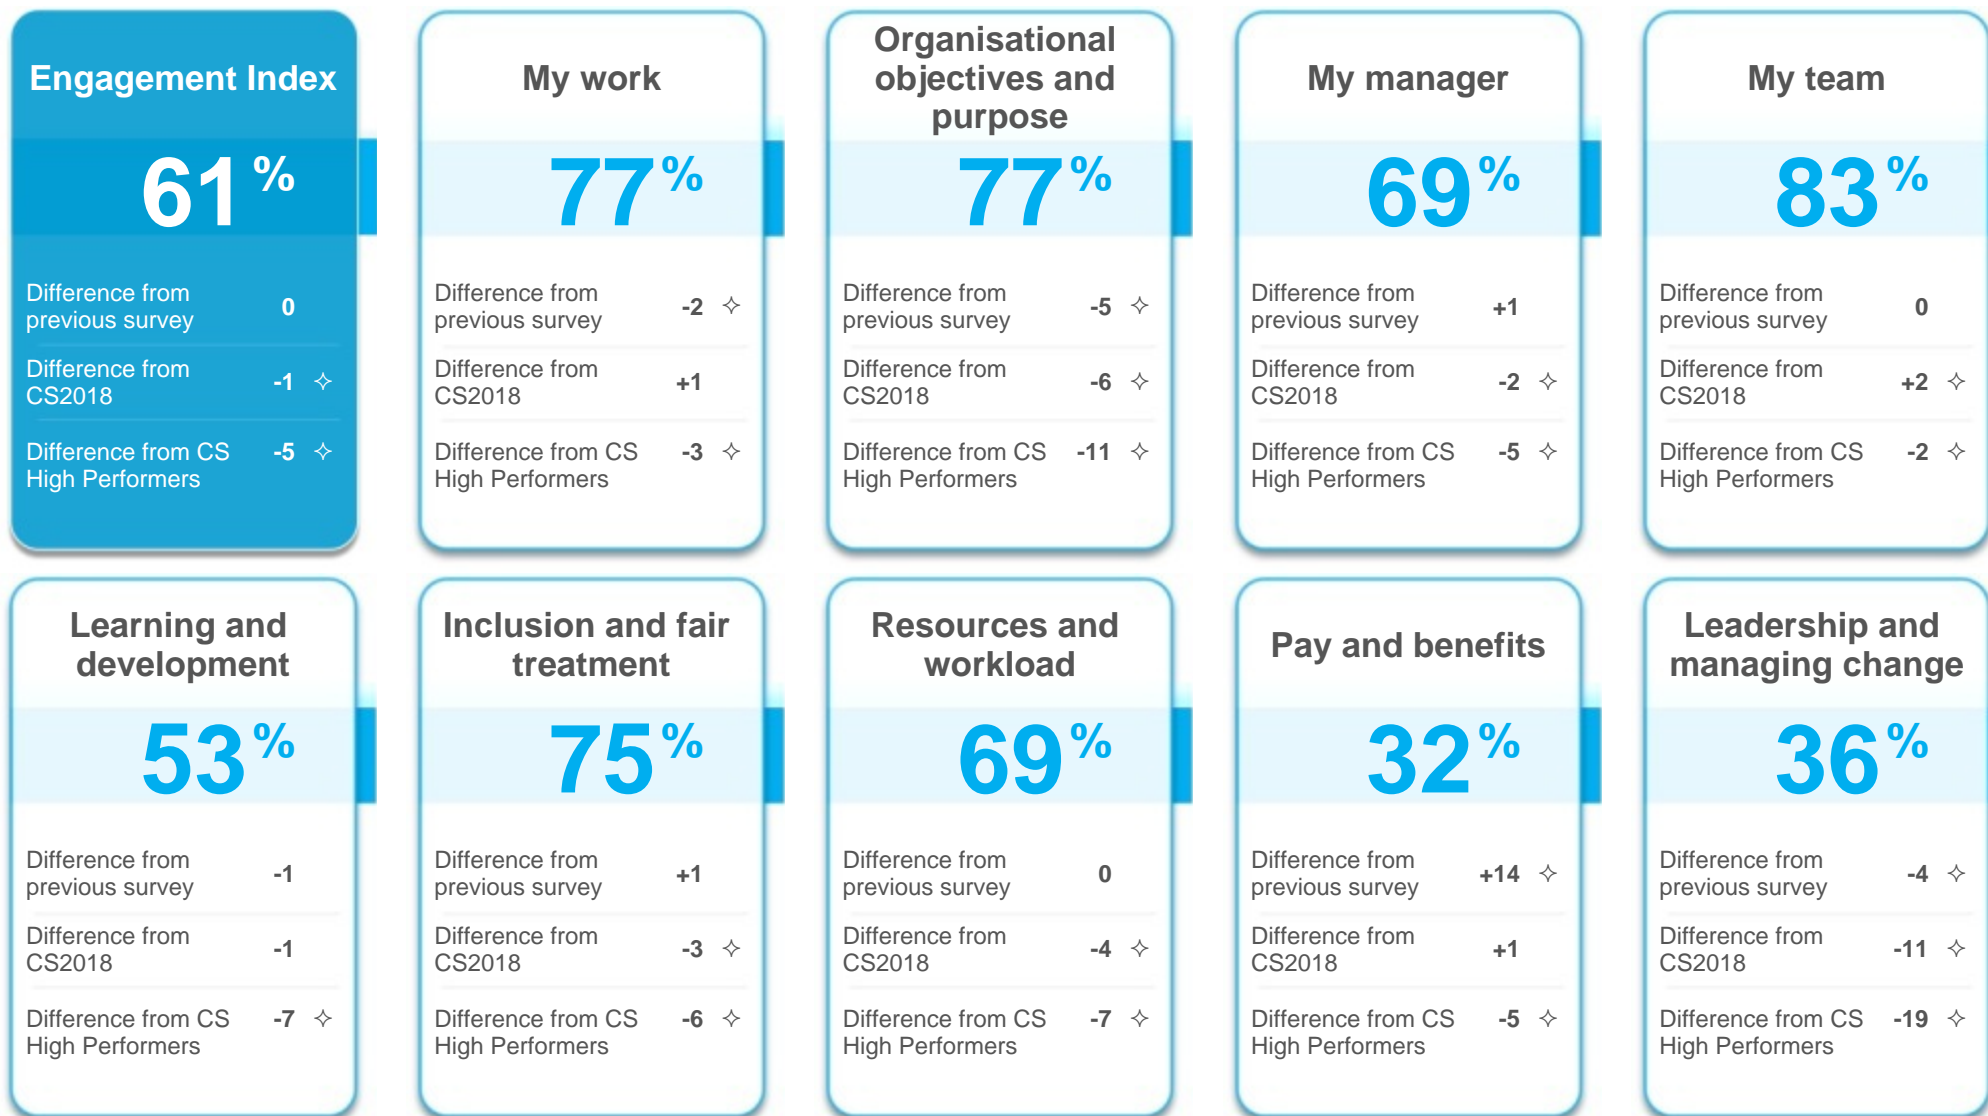 Engagement Index
61%
Difference from
previous survey 0
Difference from
CS2018 -1 ✧
Difference from CS
High Performers -5 ✧
My work
77%
Difference from
previous survey -2 ✧
Difference from
CS2018 +1
Difference from CS
High Performers -3 ✧
Organisational
objectives and
purpose
77%
Difference from
previous survey -5 ✧
Difference from
CS2018 -6 ✧
Difference from CS
High Performers -11 ✧
My manager
69%
Difference from
previous survey +1
Difference from
CS2018 -2 ✧
Difference from CS
High Performers -5 ✧
My team
83%
Difference from
previous survey 0
Difference from
CS2018 +2 ✧
Difference from CS
High Performers -2 ✧
Learning and
development
53%
Difference from
previous survey -1
Difference from
CS2018 -1
Difference from CS
High Performers -7 ✧
Inclusion and fair
treatment
75%
Difference from
previous survey +1
Difference from
CS2018 -3 ✧
Difference from CS
High Performers -6 ✧
Resources and
workload
69%
Difference from
previous survey 0
Difference from
CS2018 -4 ✧
Difference from CS
High Performers -7 ✧
Pay and benefits
32%
Difference from
previous survey +14 ✧
Difference from
CS2018 +1
Difference from CS
High Performers -5 ✧
Leadership and
managing change
36%
Difference from
previous survey -4 ✧
Difference from
CS2018 -11 ✧
Difference from CS
High Performers -19 ✧